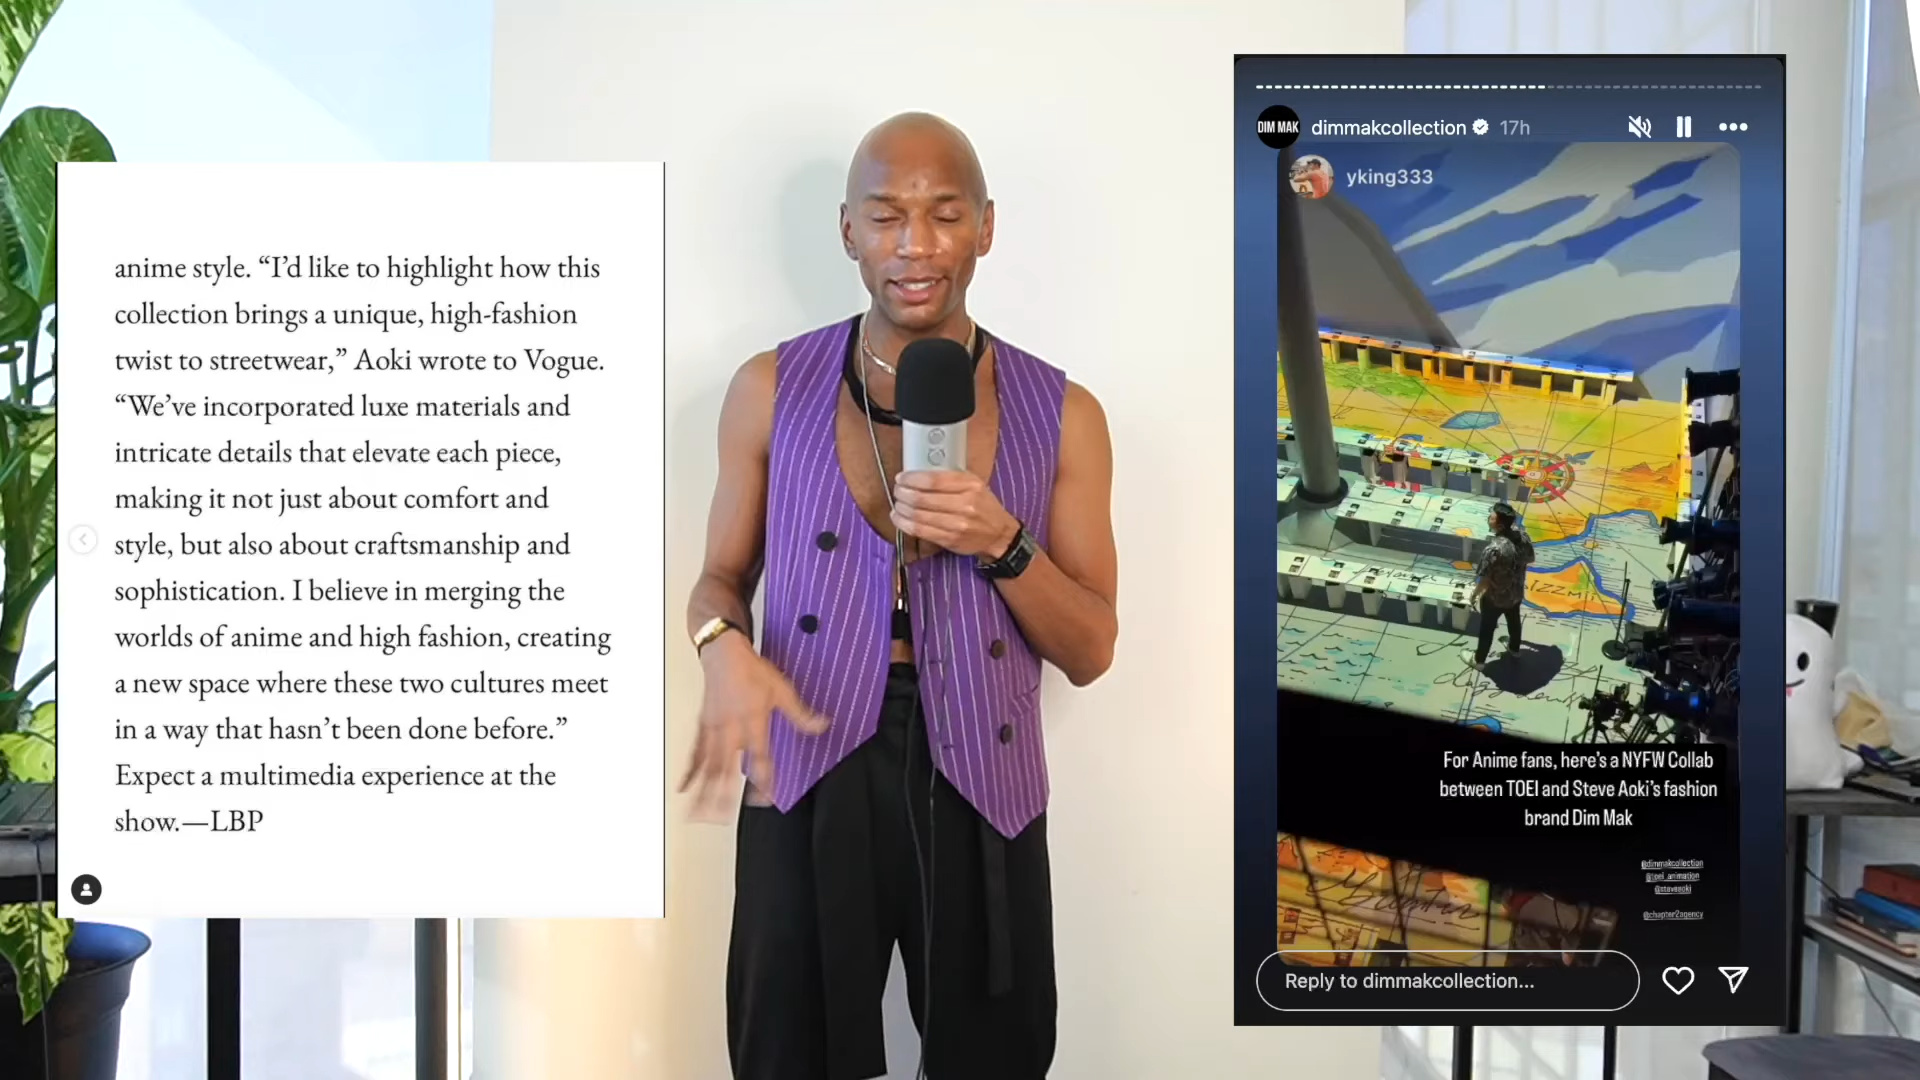 anime style. “I’d like to highlight how this
collection brings a unique, high-fashion
twist to streetwear,” Aoki wrote to Vogue.
“We’ve incorporated luxe materials and
intricate details that elevate each piece,
making it not just about comfort and
style, but also about craftsmanship and
sophistication. I believe in merging the
worlds of anime and high fashion, creating
a new space where these two cultures meet
in a way that hasn’t been done before.”
Expect a multimedia experience at the
show.—LBP
DIM MAK
dimmakcollection 17h
yking333
For Anime fans, here’s a NYFW Collab
between TOEI and Steve Aoki’s fashion
brand Dim Mak
@dimmakcollection
@toei_animation
@steveaoki
@chapter2agency
Reply to dimmakcollection...